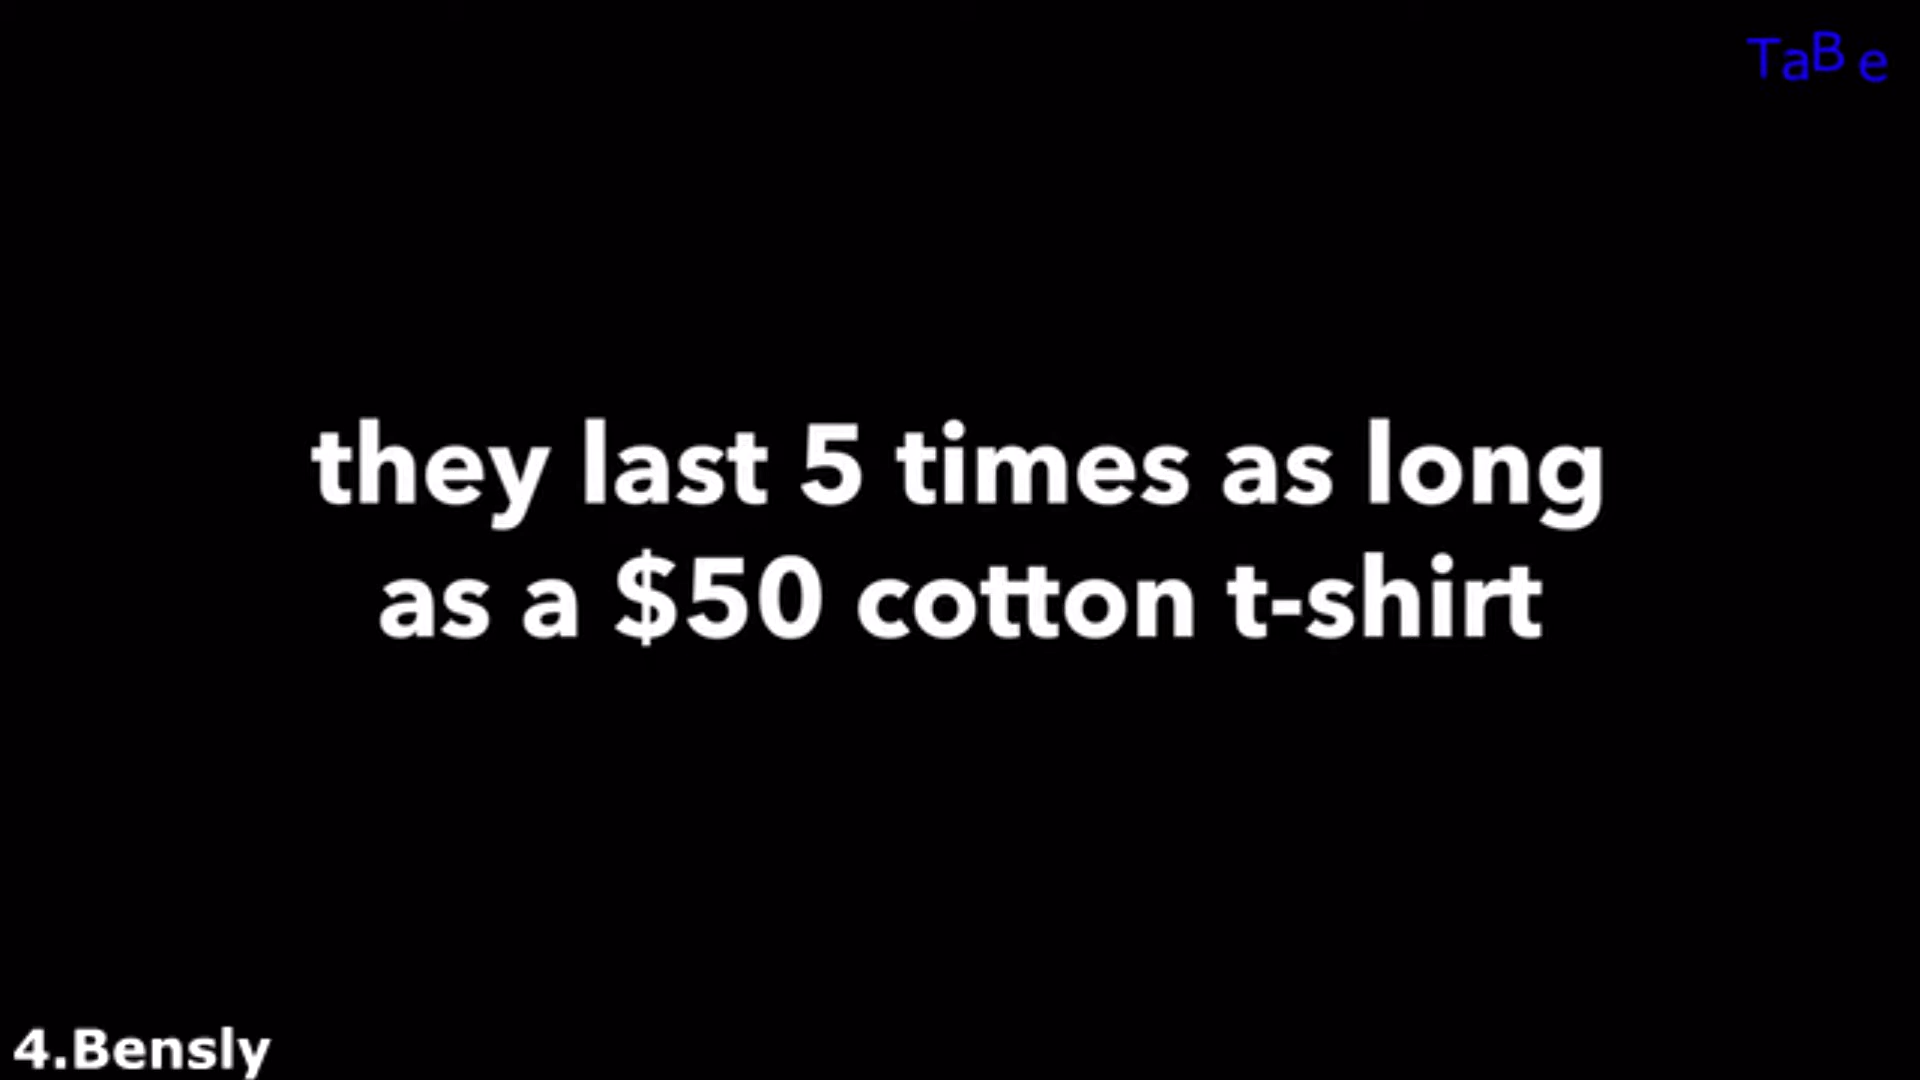 TaB e
they last 5 times as long
as a $50 cotton t-shirt
4.Bensly